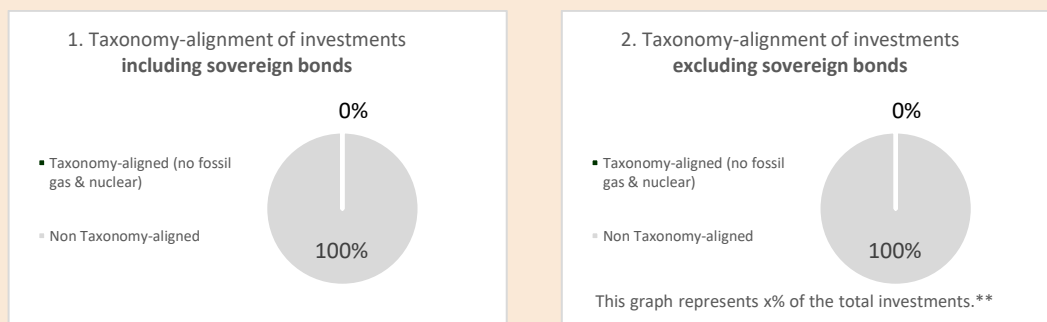 1. Taxonomy-alignment of investments
including sovereign bonds
0%
Taxonomy-aligned (no fossil
gas & nuclear)
Non Taxonomy-aligned
100%
2. Taxonomy-alignment of investments
excluding sovereign bonds
0%
Taxonomy-aligned (no fossil
gas & nuclear)
Non Taxonomy-aligned
100%
This graph represents x% of the total investments.**